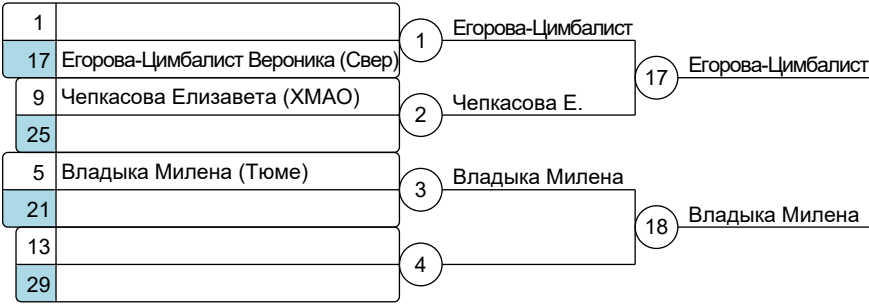 1
17 Егорова-Цимбалист Вероника (Свер)
1
Егорова-Цимбалист
9 Чепкасова Елизавета (ХМАО)
25
2
Чепкасова Е.
17
Егорова-Цимбалист
5 Владыка Милена (Тюме)
21
3
Владыка Милена
13
29
4
18
Владыка Милена